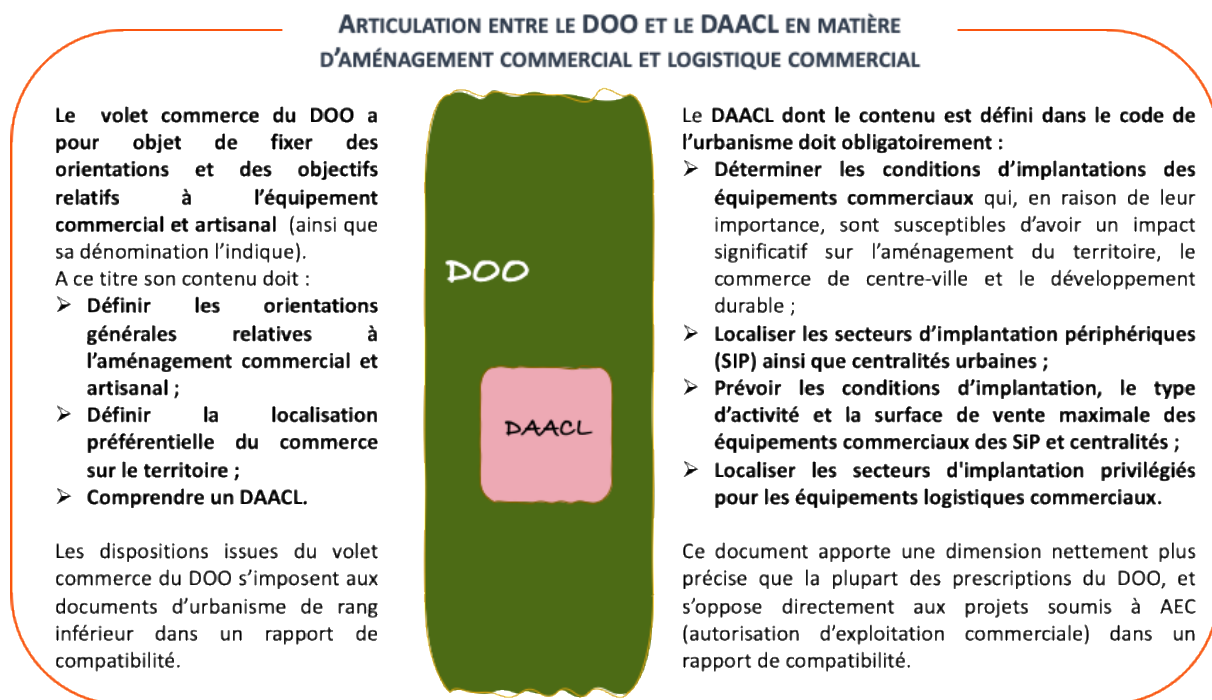 ARTICULATION ENTRE LE DOO ET LE DAACL EN MATIÈRE
D'AMÉNAGEMENT COMMERCIAL ET LOGISTIQUE COMMERCIAL
Le volet commerce du DOO a
pour objet de fixer des
orientations et des objectifs
relatifs à l'équipement
commercial et artisanal (ainsi que
sa dénomination l'indique).
A ce titre son contenu doit :
➢ Définir les orientations
générales relatives à
l'aménagement commercial et
artisanal ;
➢ Définir la localisation
préférentielle du commerce
sur le territoire ;
➢ Comprendre un DAACL.
Les dispositions issues du volet
commerce du DOO s'imposent aux
documents d'urbanisme de rang
inférieur dans un rapport de
compatibilité.
DOO
DAACL
Le DAACL dont le contenu est défini dans le code de
l'urbanisme doit obligatoirement :
➢ Déterminer les conditions d'implantations des
équipements commerciaux qui, en raison de leur
importance, sont susceptibles d'avoir un impact
significatif sur l'aménagement du territoire, le
commerce de centre-ville et le développement
durable ;
➢ Localiser les secteurs d'implantation périphériques
(SIP) ainsi que centralités urbaines ;
➢ Prévoir les conditions d'implantation, le type
d'activité et la surface de vente maximale des
équipements commerciaux des SiP et centralités ;
➢ Localiser les secteurs d'implantation privilégiés
pour les équipements logistiques commerciaux.
Ce document apporte une dimension nettement plus
précise que la plupart des prescriptions du DOO, et
s'oppose directement aux projets soumis à AEC
(autorisation d'exploitation commerciale) dans un
rapport de compatibilité.